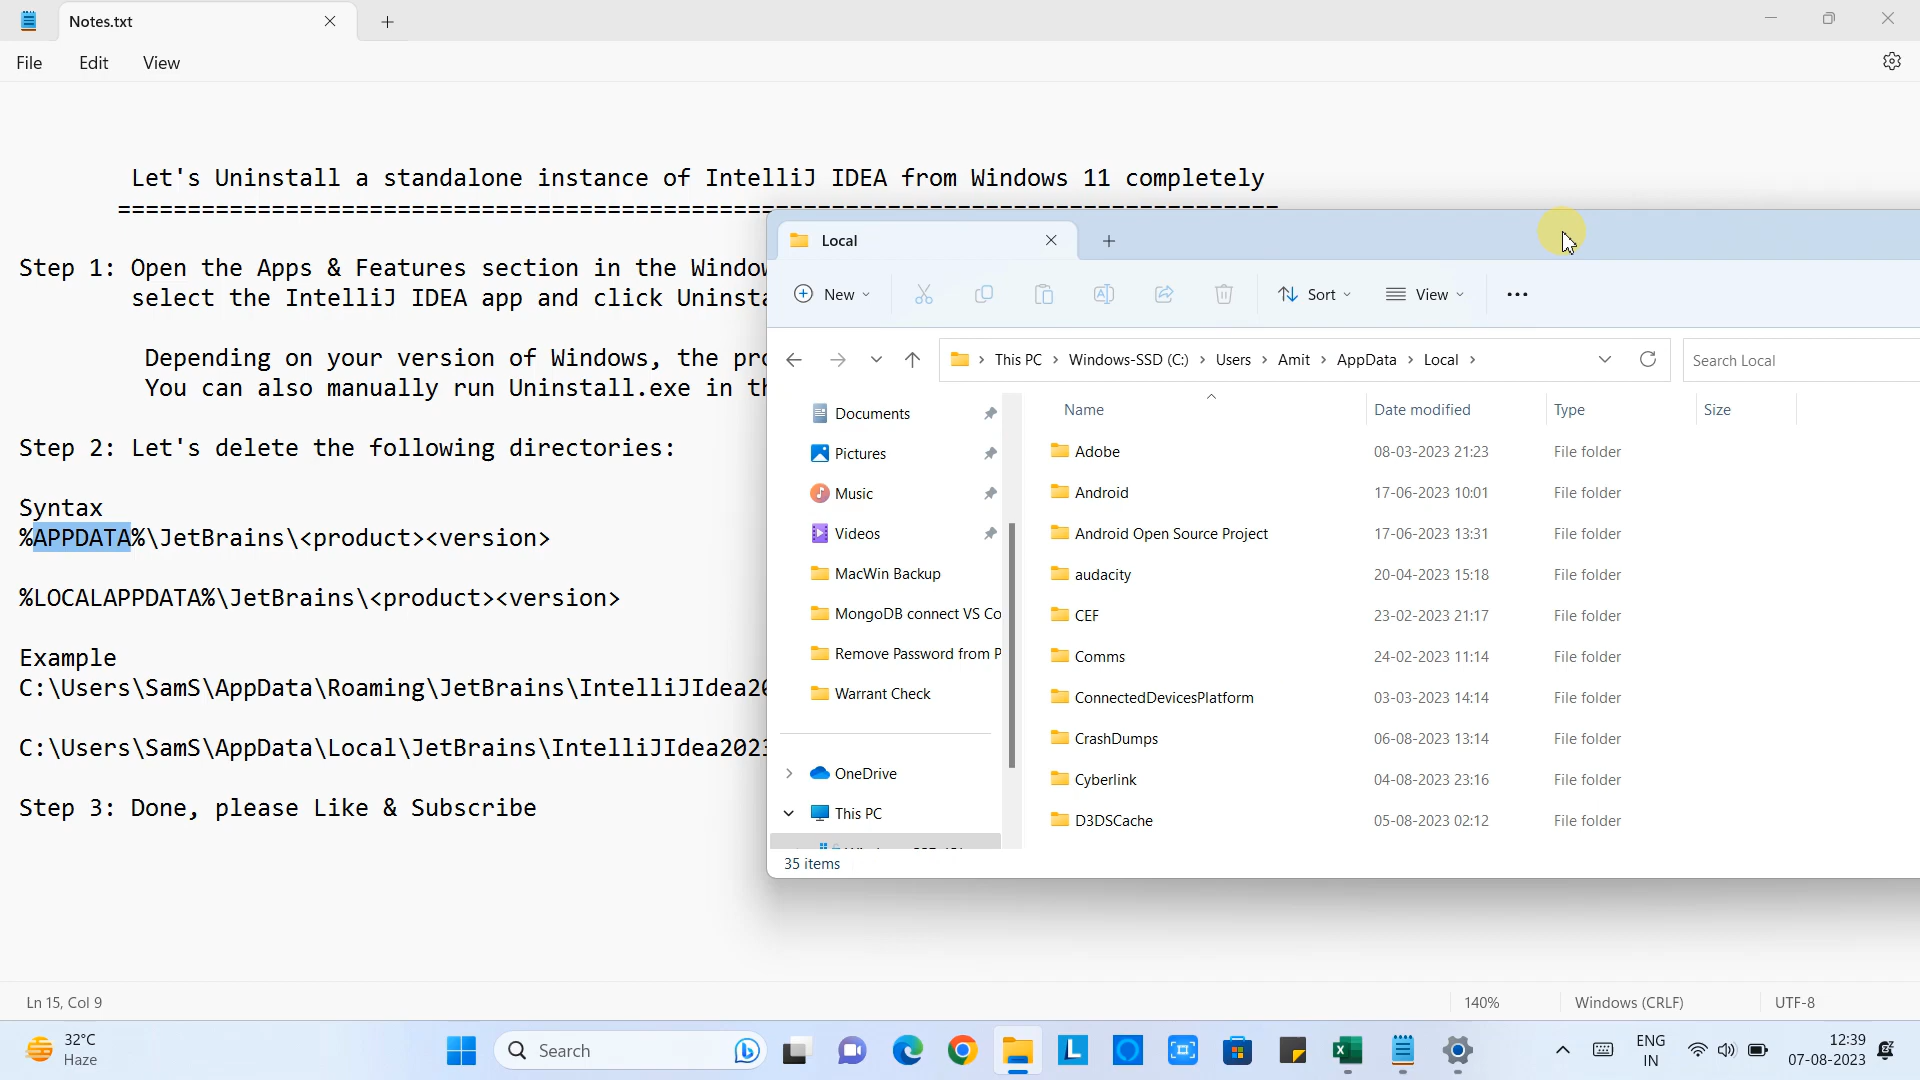 Notes.txt
File Edit View
Let's Uninstall a standalone instance of IntelliJ IDEA from Windows 11 completely
Step 1: Open the Apps & Features section in the Window
select the IntelliJ IDEA app and click Uninsta
Depending on your version of Windows, the pro
You can also manually run Uninstall.exe in th
Step 2: Let's delete the following directories:
Syntax
%APPDATA%\JetBrains\<product><version>
%LOCALAPPDATA%\JetBrains\<product><version>
Example
C:\Users\SamS\AppData\Roaming\JetBrains\IntelliJIdea20
C:\Users\SamS\AppData\Local\JetBrains\IntelliJIdea2023
Step 3: Done, please Like & Subscribe
Local
New Sort View
This PC Windows-SSD (C:) Users Amit AppData Local
Search Local
Documents
Pictures
Music
Videos
MacWin Backup
MongoDB connect VS Co
Remove Password from P
Warrant Check
OneDrive
This PC
Name Date modified Type Size
Adobe 08-03-2023 21:23 File folder
Android 17-06-2023 10:01 File folder
Android Open Source Project 17-06-2023 13:31 File folder
audacity 20-04-2023 15:18 File folder
CEF 23-02-2023 21:17 File folder
Comms 24-02-2023 11:14 File folder
ConnectedDevicesPlatform 03-03-2023 14:14 File folder
CrashDumps 06-08-2023 13:14 File folder
Cyberlink 04-08-2023 23:16 File folder
D3DSCache 05-08-2023 02:12 File folder
35 items
Ln 15, Col 9 140% Windows (CRLF) UTF-8
32°C
Haze
Search
ENG
IN
12:39
07-08-2023